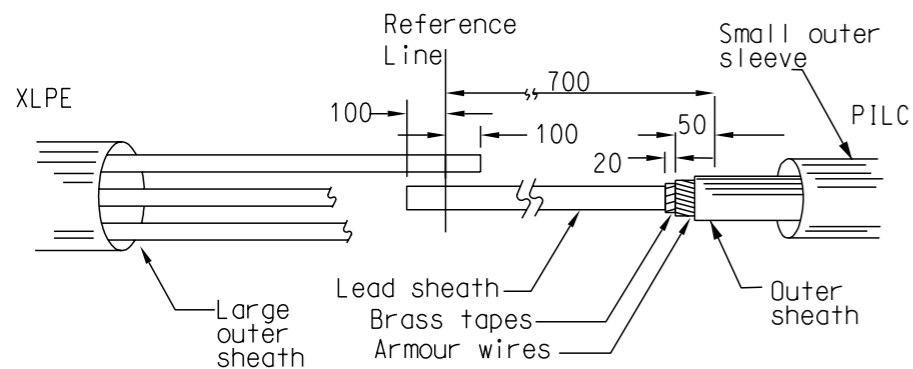 Reference
Line
Small outer
sleeve
XLPE
700
100
50
PILC
100
20
Lead sheath
Brass tapes
Armour wires
Large
outer
sheath
Outer
sheath